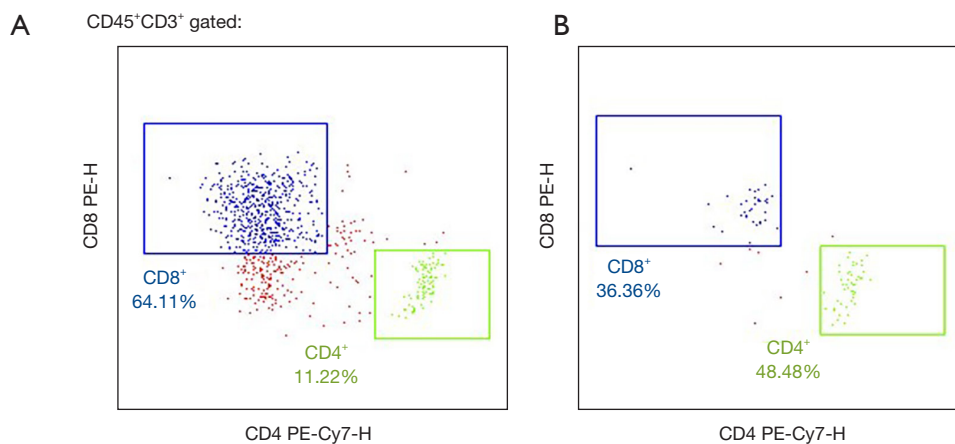 A
CD45⁺CD3⁺ gated:
CD8 PE-H
CD8⁺
64.11%
CD4⁺
11.22%
CD4 PE-Cy7-H
B
CD8 PE-H
CD8⁺
36.36%
CD4⁺
48.48%
CD4 PE-Cy7-H